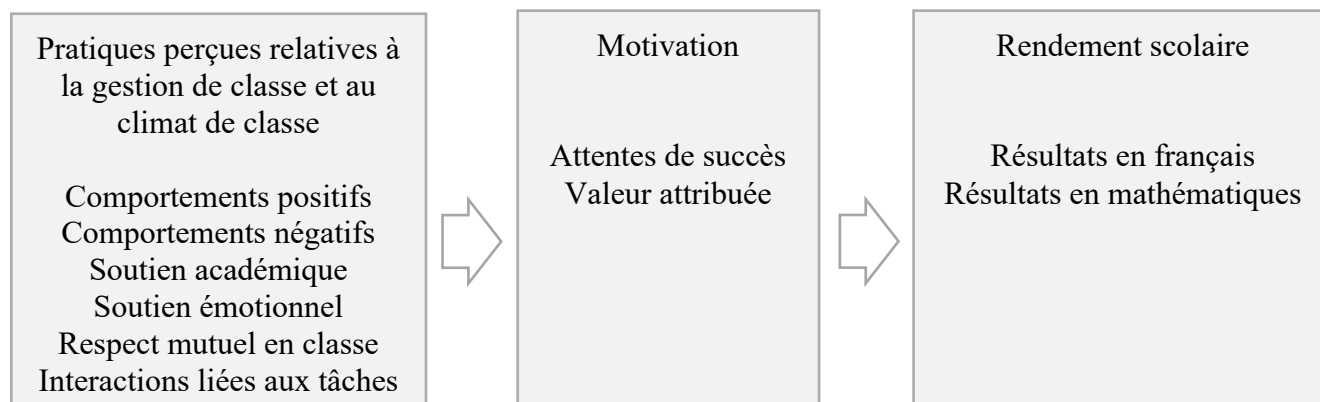 Pratiques perçues relatives à
la gestion de classe et au
climat de classe
Comportements positifs
Comportements négatifs
Soutien académique
Soutien émotionnel
Respect mutuel en classe
Interactions liées aux tâches
Motivation
Attentes de succès
Valeur attribuée
Rendement scolaire
Résultats en français
Résultats en mathématiques